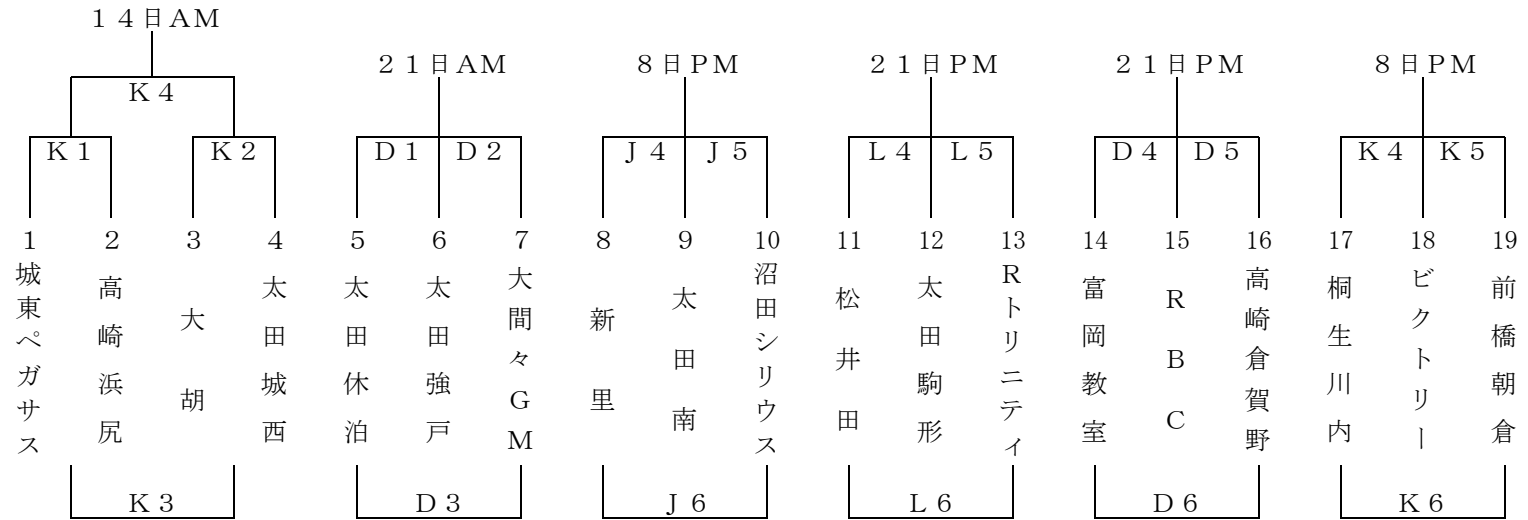 １４日AM
２１日AM　８日PM　２１日PM　２１日PM　８日PM
K４
K１　K２　D１　D２　J４　J５　L４　L５　D４　D５　K４　K５
１　２　３　４　５　６　７　８　９　10　11　12　13　14　15　16　17　18　19
城東ペガサス
高崎浜尻
大胡
太田城西
太田休泊
太田強戸
大間々GM
新里
太田南
沼田シリウス
松井田
太田駒形
Rトリニティ
富岡教室
RBC
高崎倉賀野
桐生川内
ビクトリー
前橋朝倉
K３　D３　J６　L６　D６　K６